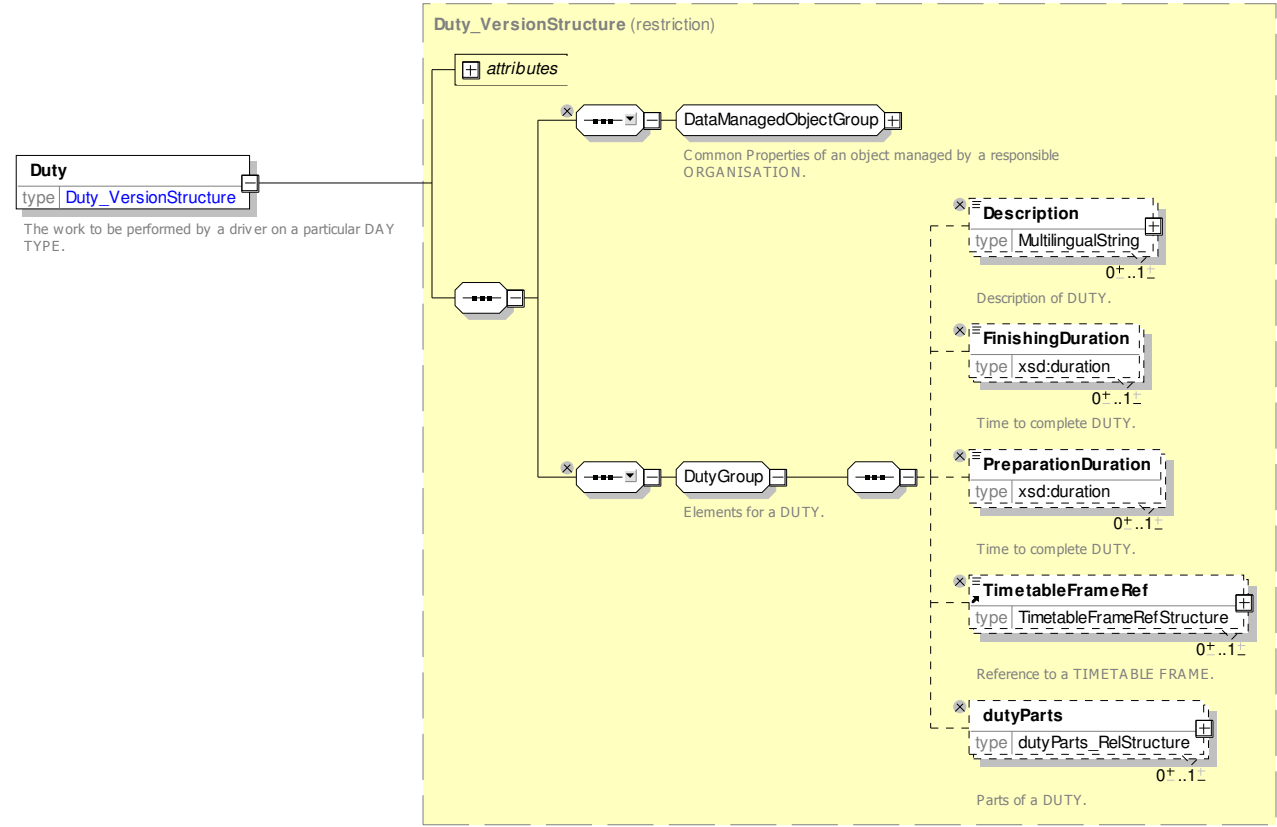 Duty_VersionStructure (restriction)
attributes
DataManagedObjectGroup
Common Properties of an object managed by a responsible
ORGANISATION.
Duty
type Duty_VersionStructure
The work to be performed by a driver on a particular DAY
TYPE.
Description
type MultilingualString
0..1
Description of DUTY.
FinishingDuration
type xsd:duration
0..1
Time to complete DUTY.
DutyGroup
Elements for a DUTY.
PreparationDuration
type xsd:duration
0..1
Time to complete DUTY.
TimetableFrameRef
type TimetableFrameRefStructure
0..1
Reference to a TIMETABLE FRAME.
dutyParts
type dutyParts_RelStructure
0..1
Parts of a DUTY.